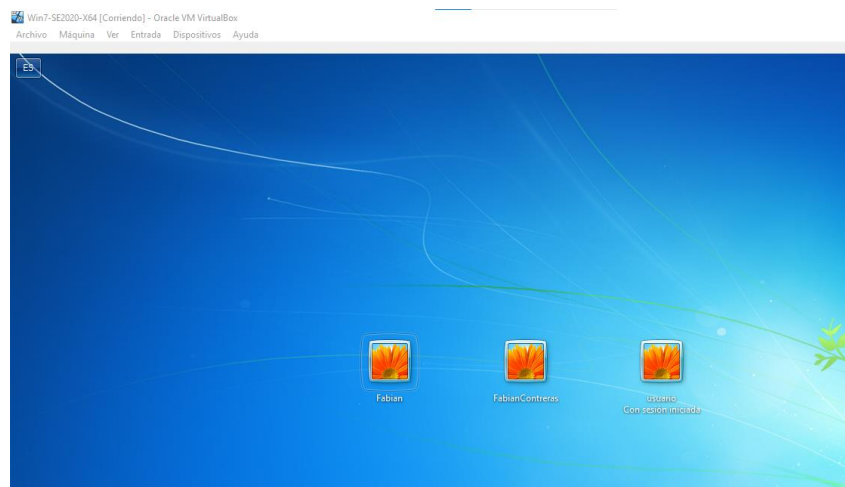 Win7-SE2020-X64 [Corriendo] - Oracle VM VirtualBox
Archivo Máquina Ver Entrada Dispositivos Ayuda
ES
Fabian
FabianContreras
usuario
Con sesión iniciada